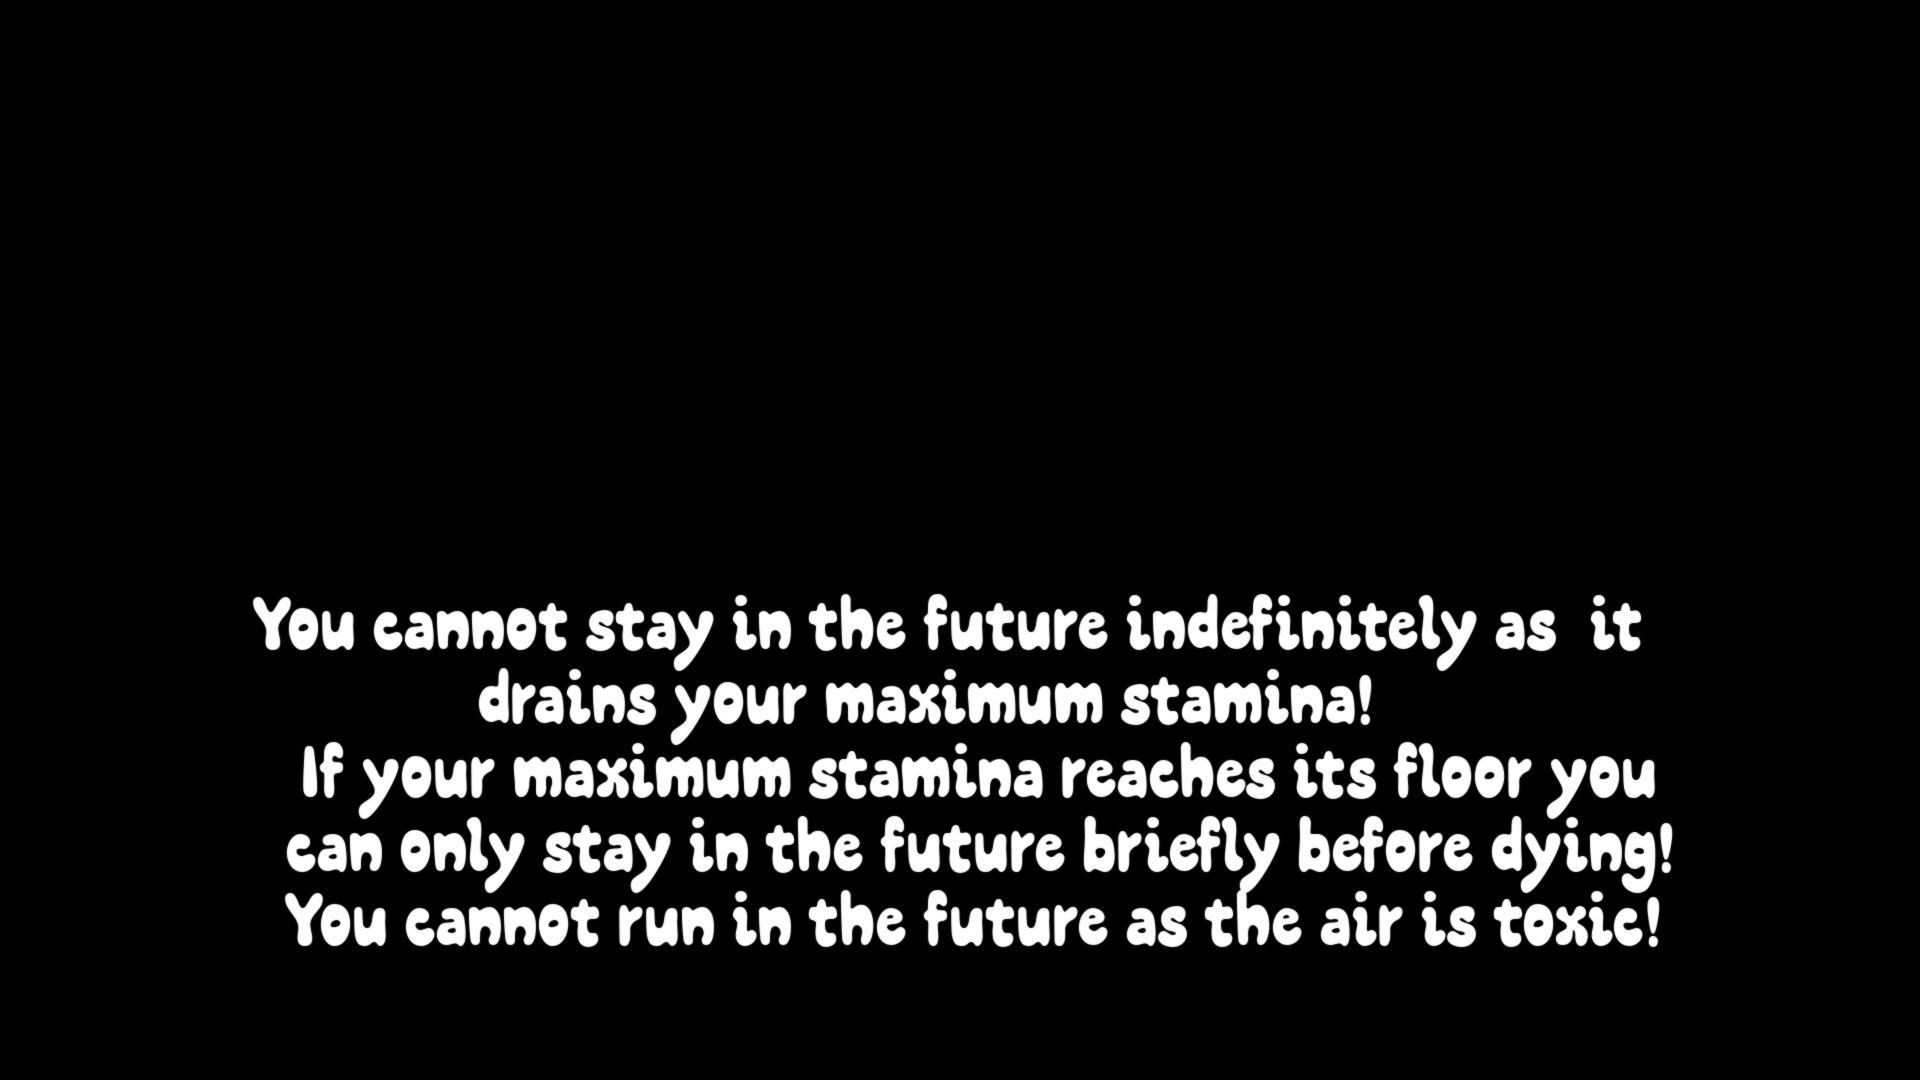 You cannot stay in the future indefinitely as  it
drains your maximum stamina!
If your maximum stamina reaches its floor you
can only stay in the future briefly before dying!
You cannot run in the future as the air is toxic!